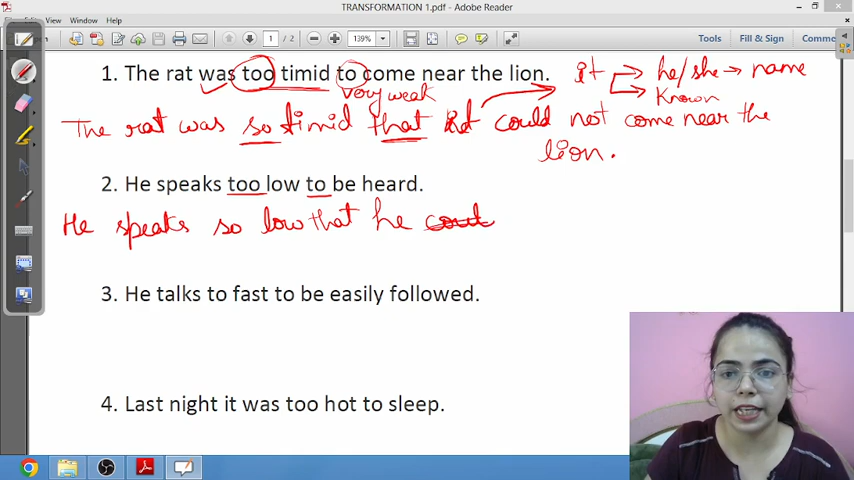 TRANSFORMATION 1.pdf - Adobe Reader
Edit View Window Help
1 / 2 139% Tools Fill & Sign Comme
1. The rat was too timid to come near the lion.
it → he/she → name
→ Known
very weak
The rat was so timid that it could not come near the
lion.
2. He speaks too low to be heard.
He speaks so low that he
3. He talks to fast to be easily followed.
4. Last night it was too hot to sleep.